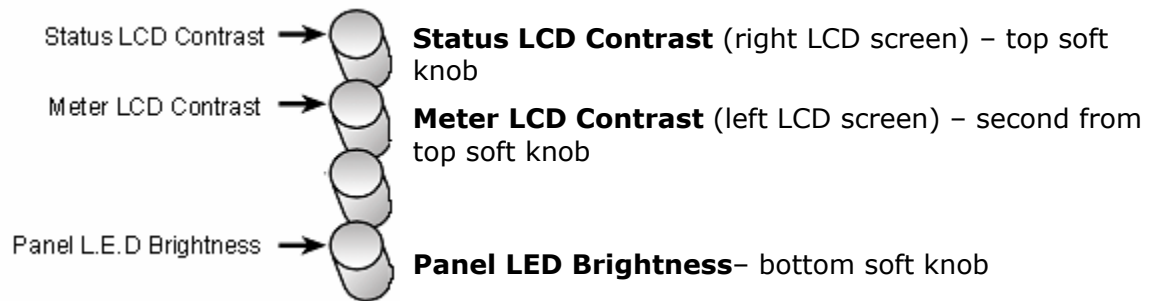 Status LCD Contrast
Status LCD Contrast (right LCD screen) – top soft
knob
Meter LCD Contrast
Meter LCD Contrast (left LCD screen) – second from
top soft knob
Panel L.E.D Brightness
Panel LED Brightness– bottom soft knob